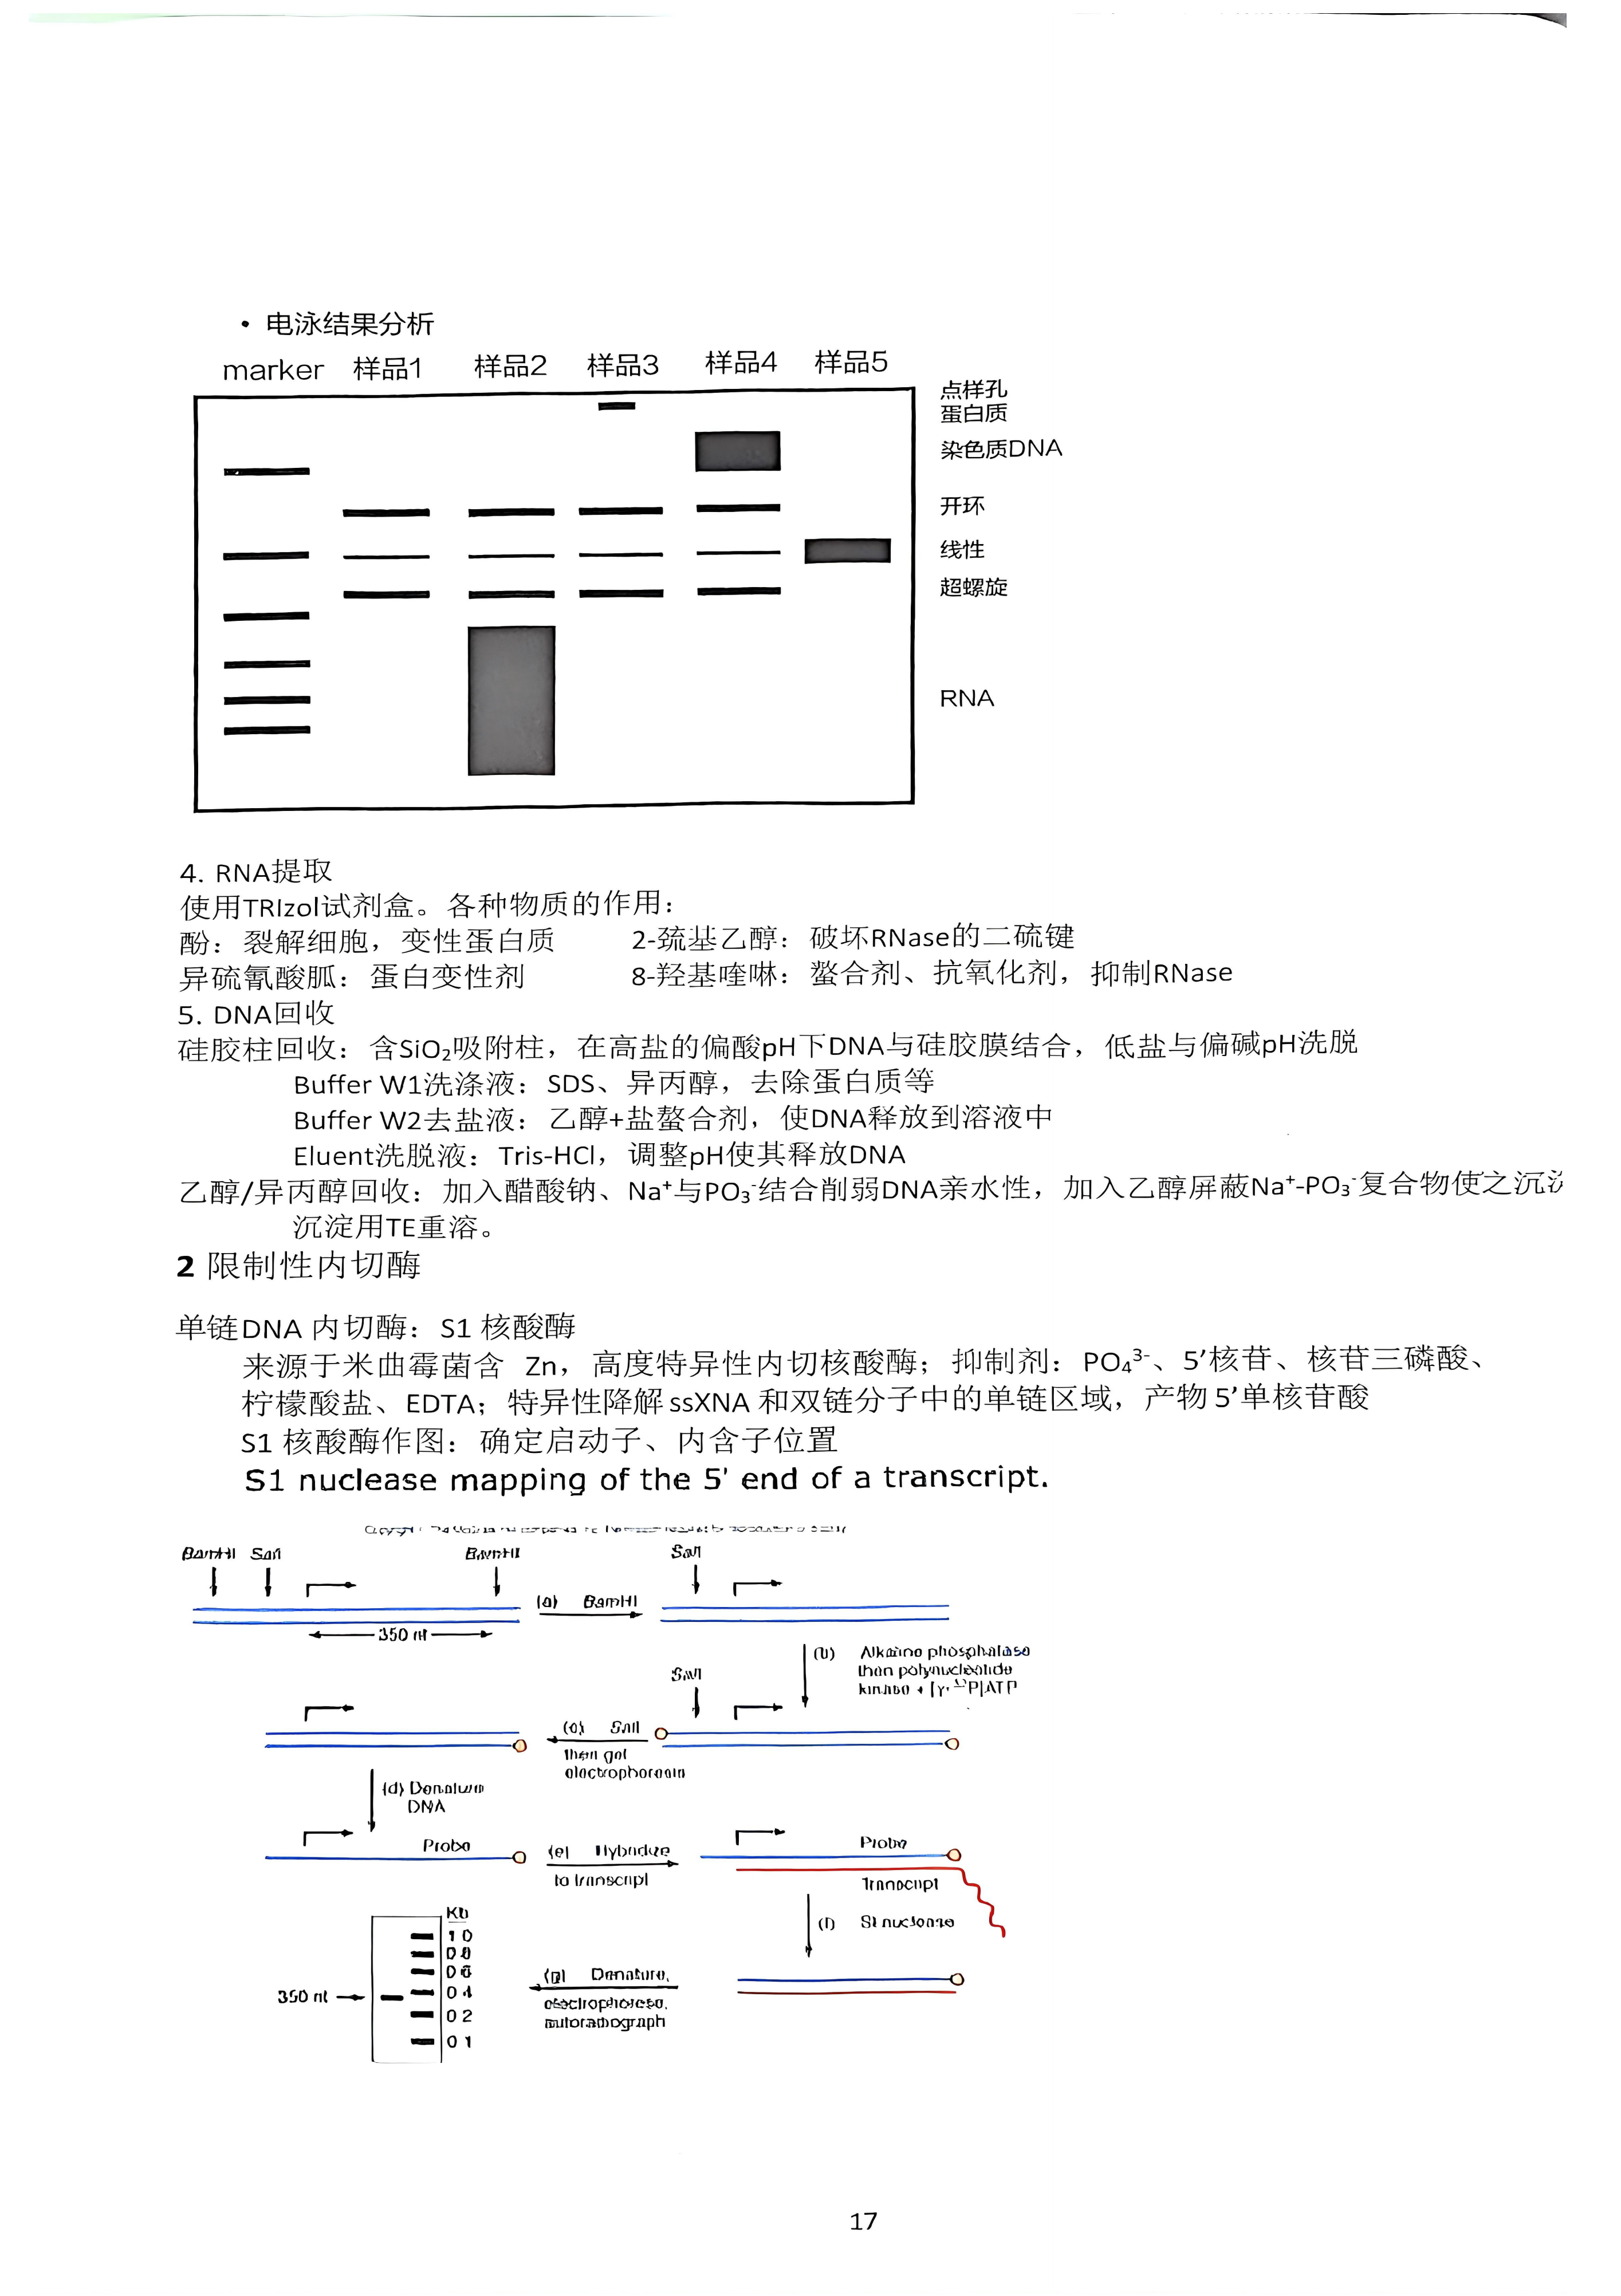 • 电泳结果分析
marker 样品1 样品2 样品3 样品4 样品5
点样孔
蛋白质
染色质DNA
开环
线性
超螺旋
RNA
4. RNA提取
使用TRIzol试剂盒。各种物质的作用：
酚：裂解细胞，变性蛋白质 2-巯基乙醇：破坏RNase的二硫键
异硫氰酸胍：蛋白变性剂 8-羟基喹啉：螯合剂、抗氧化剂，抑制RNase
5. DNA回收
硅胶柱回收：含SiO₂吸附柱，在高盐的偏酸pH下DNA与硅胶膜结合，低盐与偏碱pH洗脱
Buffer W1洗涤液：SDS、异丙醇，去除蛋白质等
Buffer W2去盐液：乙醇+盐螯合剂，使DNA释放到溶液中
Eluent洗脱液：Tris-HCl，调整pH使其释放DNA
乙醇/异丙醇回收：加入醋酸钠、Na⁺与PO₃⁻结合削弱DNA亲水性，加入乙醇屏蔽Na⁺-PO₃⁻复合物使之沉
沉淀用TE重溶。
2 限制性内切酶
单链DNA 内切酶：S1 核酸酶
来源于米曲霉菌含 Zn，高度特异性内切核酸酶；抑制剂：PO₄³⁻、5’核苷、核苷三磷酸、
柠檬酸盐、EDTA；特异性降解 ssXNA 和双链分子中的单链区域，产物 5’单核苷酸
S1 核酸酶作图：确定启动子、内含子位置
S1 nuclease mapping of the 5' end of a transcript.
BamHI SalI BamHI SalI
(a) BamHI
350 nt
(b) Alkaline phosphatase
then polynucleotide
kinase + [γ-³²P]ATP
SalI
(c) SalI
then gel
electrophoresis
(d) Denature
DNA
Probe
(e) Hybridize
to transcript
Probe
Transcript
(f) S1 nuclease
Kb
1 0
0 8
0 6
0 4
0 2
0 1
350 nt
(g) Denature,
electrophorese,
autoradiograph
17